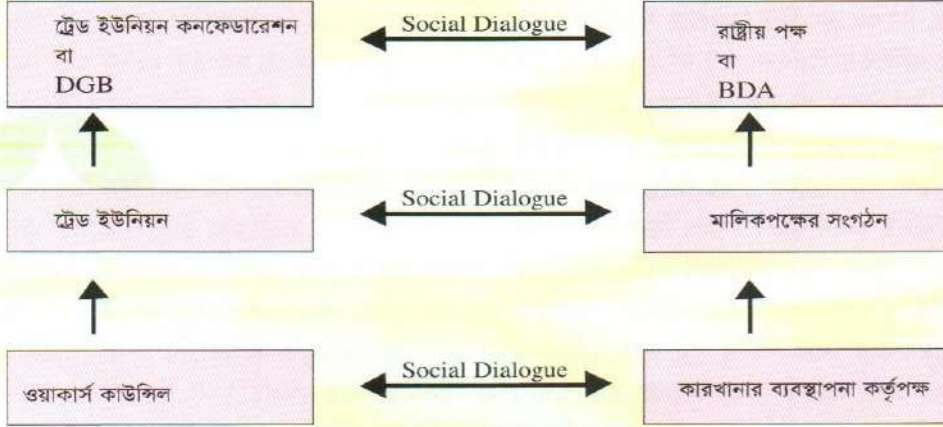 ট্রেড ইউনিয়ন কনফেডারেশন
বা
DGB
Social Dialogue
রাষ্ট্রীয় পক্ষ
বা
BDA
ট্রেড ইউনিয়ন
Social Dialogue
মালিকপক্ষের সংগঠন
ওয়াকার্স কাউন্সিল
Social Dialogue
কারখানার ব্যবস্থাপনা কর্তৃপক্ষ